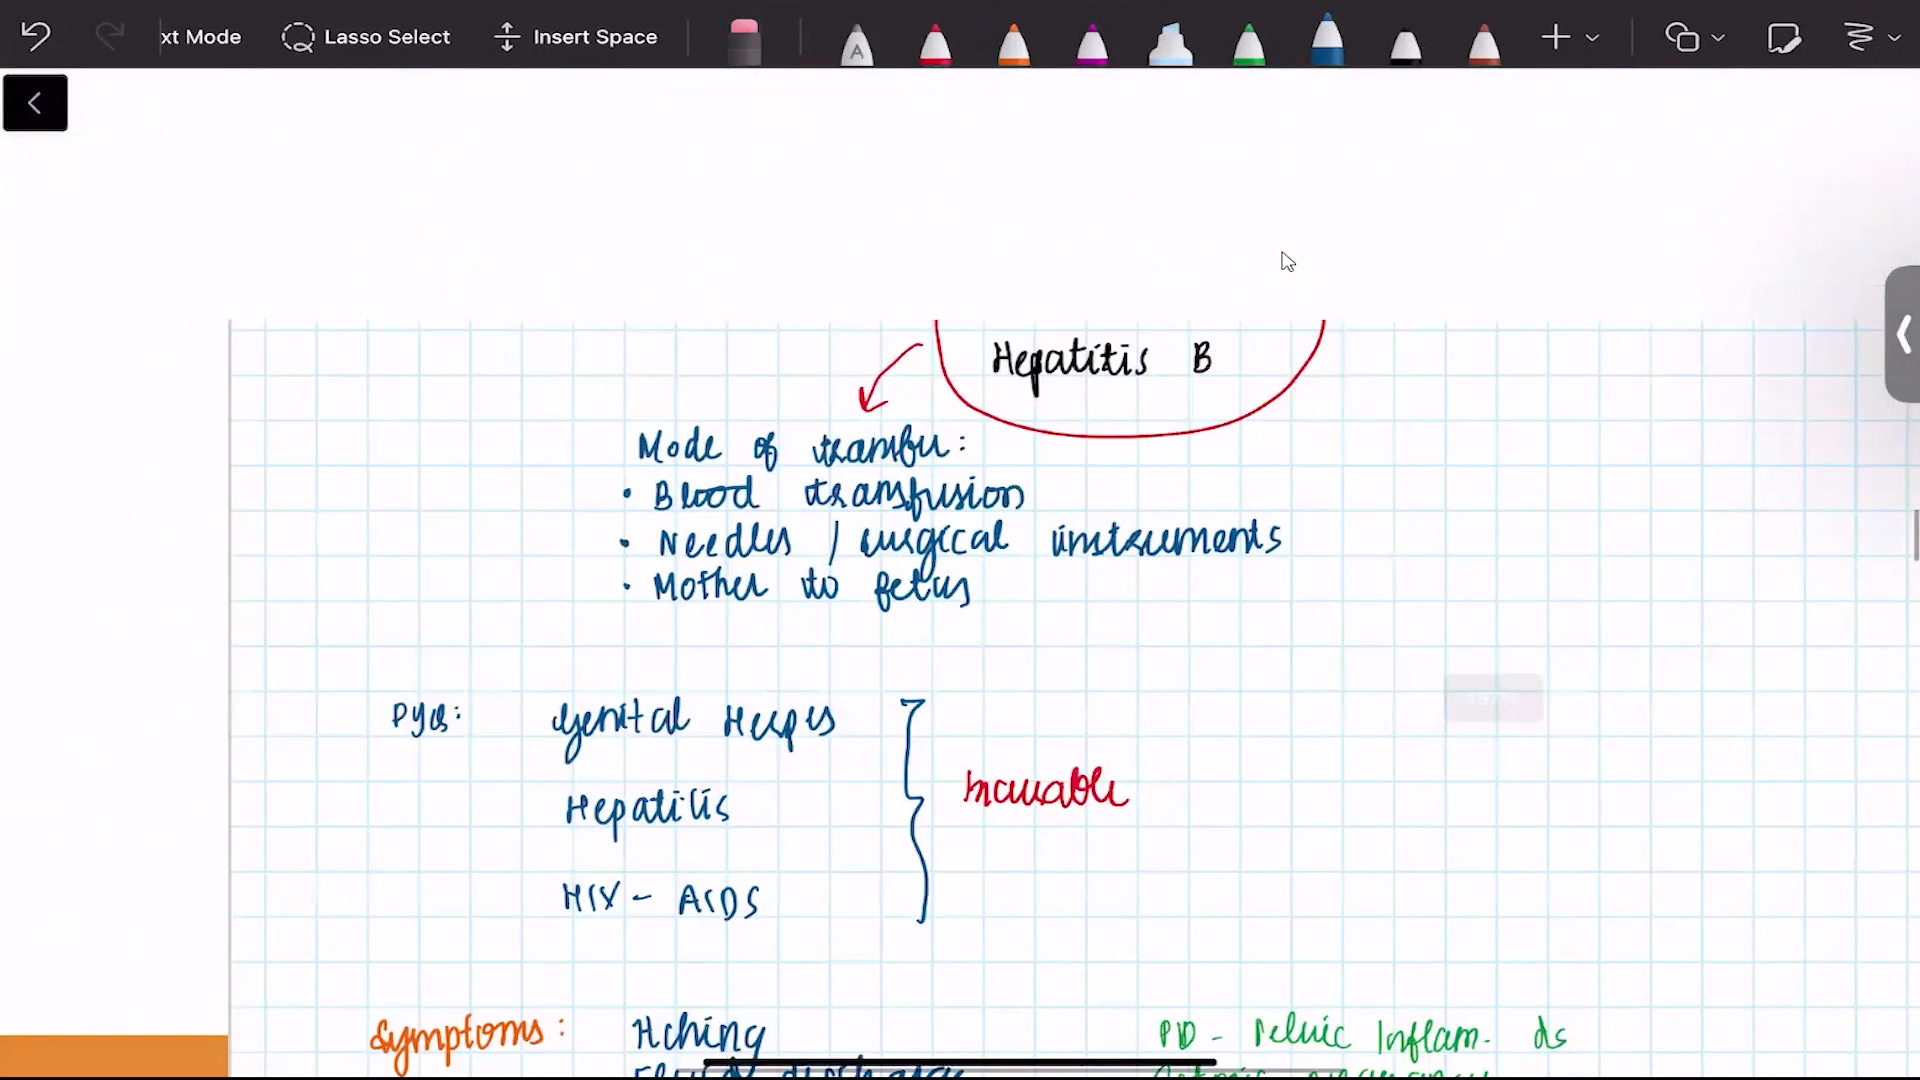 xt Mode Lasso Select Insert Space
A
Hepatitis B
Mode of transfu:
• Blood transfusion
• Needles / surgical instruments
• Mother to fetus
PYQs: Genital Herpes
Hepatitis
Incurable
HIV - AIDS
Symptoms: Itching
PID - Pelvic Inflam. ds